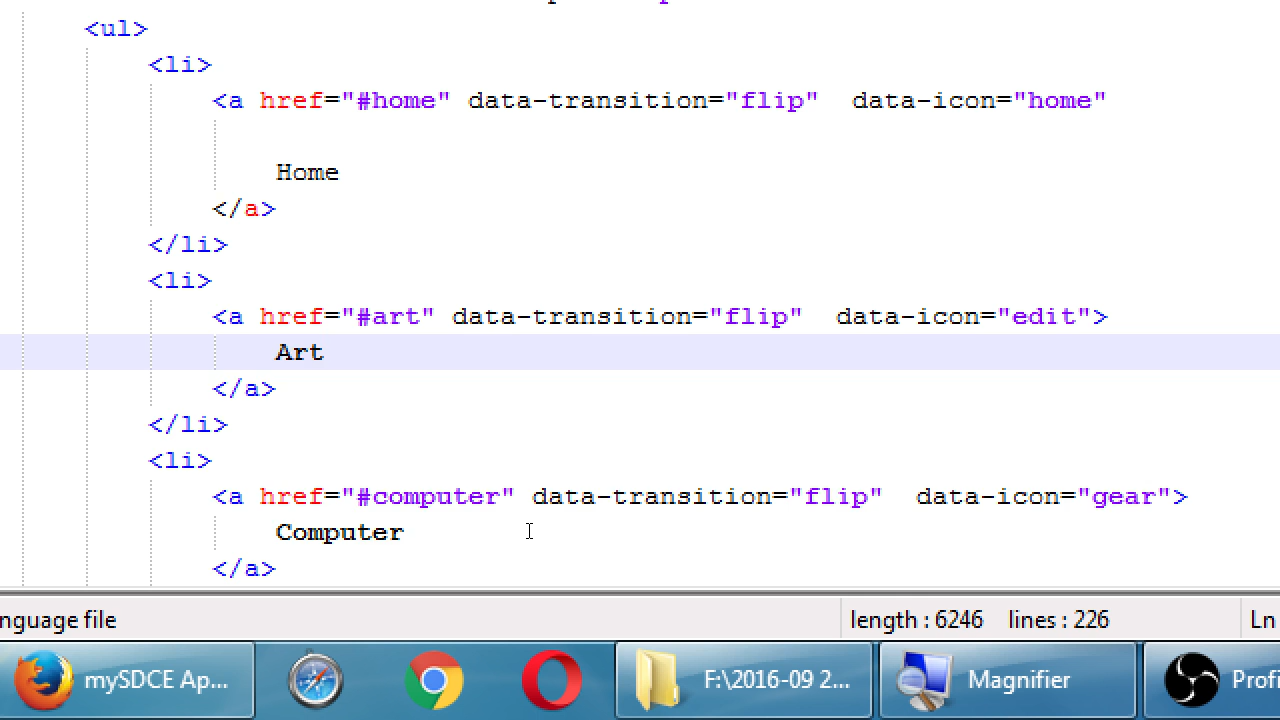 <ul>
<li>
<a href="#home" data-transition="flip"  data-icon="home"
Home
</a>
</li>
<li>
<a href="#art" data-transition="flip"  data-icon="edit">
Art
</a>
</li>
<li>
<a href="#computer" data-transition="flip"  data-icon="gear">
Computer
</a>
nguage file length : 6246 lines : 226 Ln
mySDCE Ap... F:\2016-09 2... Magnifier Profi